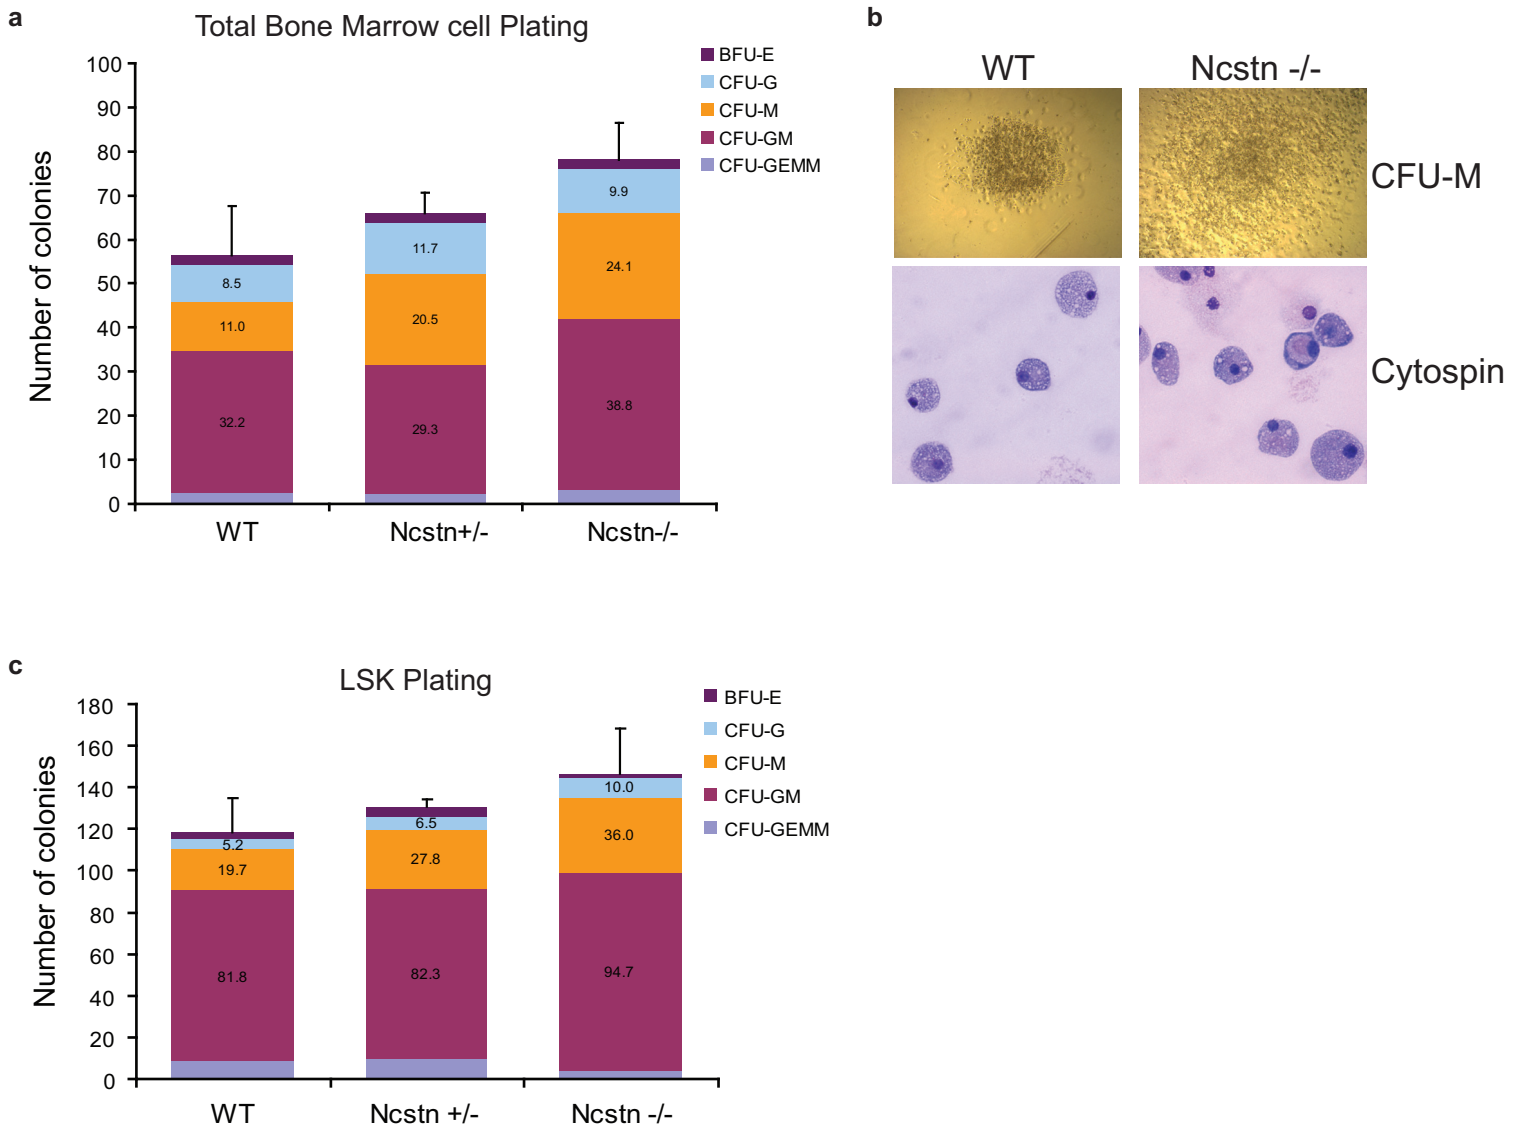 a
Total Bone Marrow cell Plating
Number of colonies
100
90
80
70
60
50
40
30
20
10
0
BFU-E
CFU-G
CFU-M
CFU-GM
CFU-GEMM
8.5
11.0
32.2
11.7
20.5
29.3
9.9
24.1
38.8
WT
Ncstn+/-
Ncstn-/-
b
WT
Ncstn -/-
CFU-M
Cytospin
c
LSK Plating
Number of colonies
180
160
140
120
100
80
60
40
20
0
BFU-E
CFU-G
CFU-M
CFU-GM
CFU-GEMM
5.2
19.7
81.8
6.5
27.8
82.3
10.0
36.0
94.7
WT
Ncstn +/-
Ncstn -/-